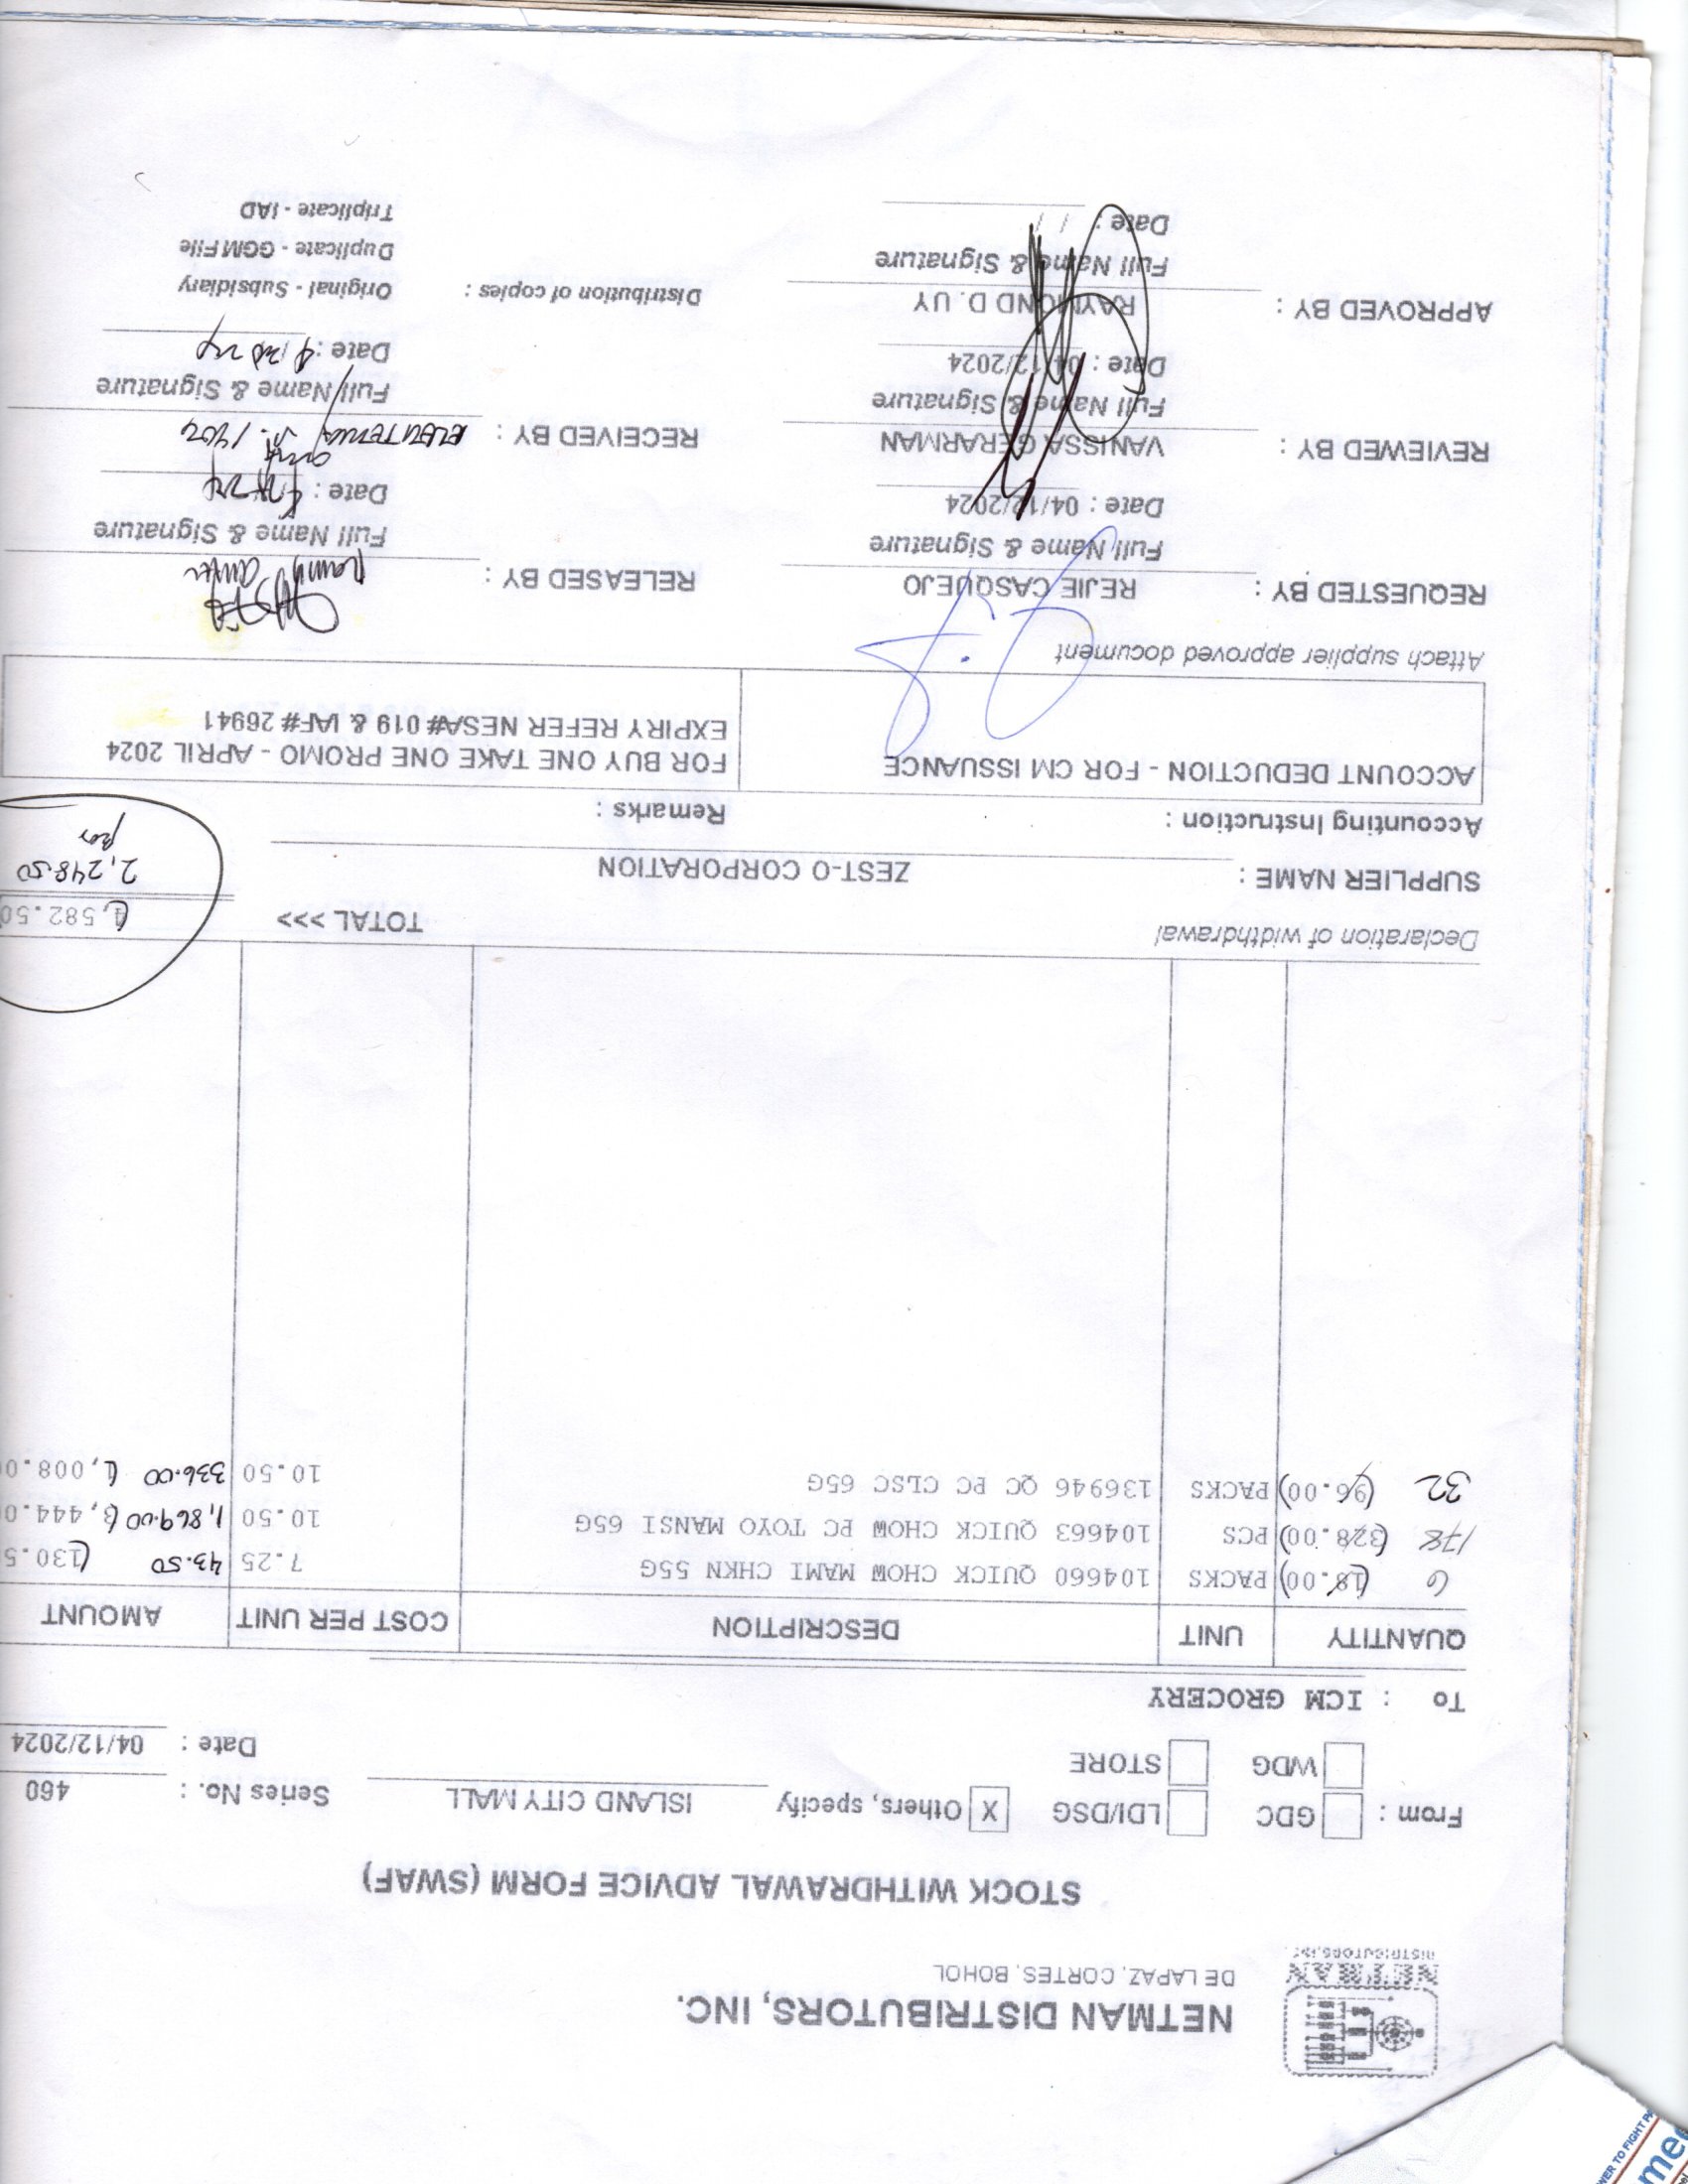 NETMAN
DISTRIBUTORS, INC.
NETMAN DISTRIBUTORS, INC.
DE LAPAZ, CORTES, BOHOL
STOCK WITHDRAWAL ADVICE FORM (SWAF)
From : GDC LDI/DSG X Others, specify ISLAND CITY MALL Series No. : 460
WDG STORE Date : 04/12/2024
To : ICM GROCERY
QUANTITY UNIT DESCRIPTION COST PER UNIT AMOUNT
6 (18.00) PACKS 104660 QUICK CHOW MAMI CHKN 55G 7.25 43.50 (130.5
178 (328.00) PCS 104663 QUICK CHOW PC TOYO MANSI 65G 10.50 1,869.00 (3,444.0
32 (96.00) PACKS 136946 QC PC CLSC 65G 10.50 336.00 (1,008.0
Declaration of widthdrawal TOTAL >>> (4,582.50
SUPPLIER NAME : ZEST-O CORPORATION 2,248.50
Accounting Instruction : Remarks :
ACCOUNT DEDUCTION - FOR CM ISSUANCE FOR BUY ONE TAKE ONE PROMO - APRIL 2024
EXPIRY REFER NESA# 019 & IAF# 26941
Attach supplier approved document
REQUESTED BY : REJIE CASQUEJO RELEASED BY :
Full Name & Signature Full Name & Signature
Date : 04/12/2024 Date :
REVIEWED BY : VANISSA GERARMAN RECEIVED BY :
Full Name & Signature Full Name & Signature
Date : 04/12/2024 Date :
APPROVED BY : RAYMOND D. UY Distribution of copies : Original - Subsidiary
Full Name & Signature Duplicate - GGM File
Date : / / Triplicate - IAD
WER TO FIGHT